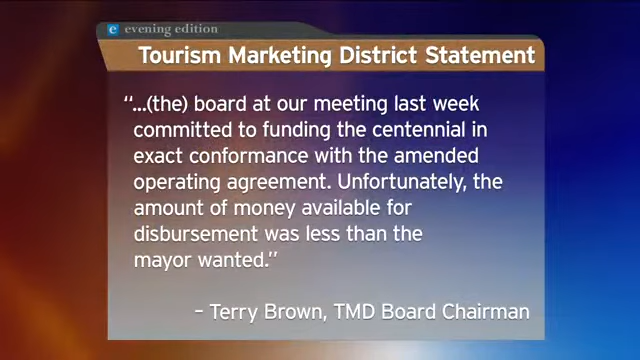 e evening edition
Tourism Marketing District Statement
“...(the) board at our meeting last week
committed to funding the centennial in
exact conformance with the amended
operating agreement. Unfortunately, the
amount of money available for
disbursement was less than the
mayor wanted.”
– Terry Brown, TMD Board Chairman